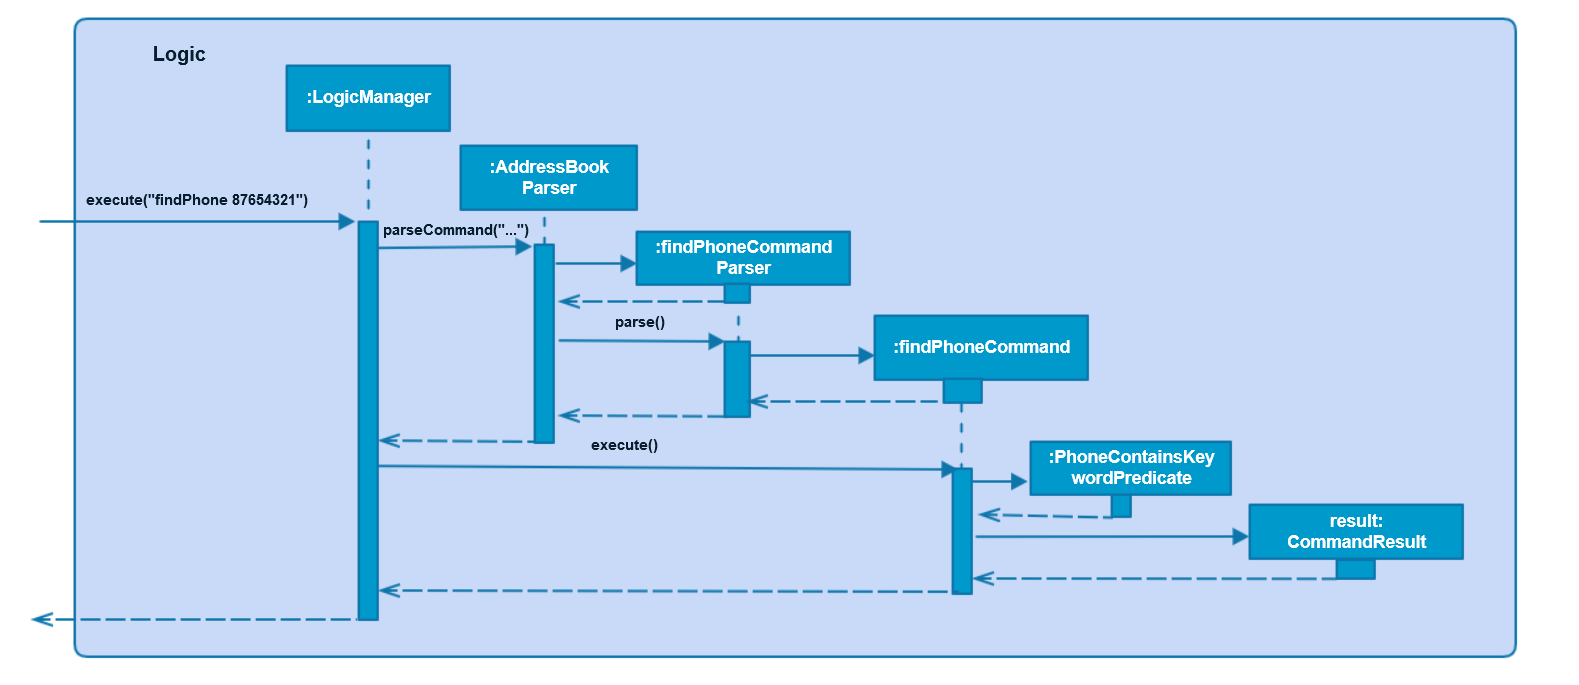 Logic
:LogicManager
:AddressBook
Parser
execute("findPhone 87654321")
parseCommand("...")
:findPhoneCommand
Parser
parse()
:findPhoneCommand
execute()
:PhoneContainsKey
wordPredicate
result:
CommandResult